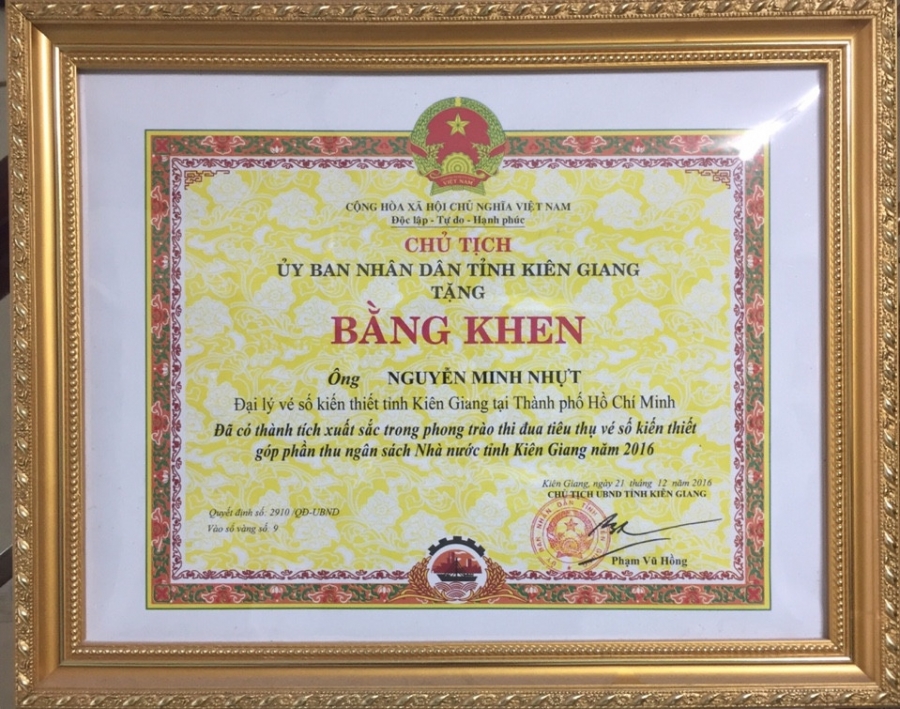 VIỆT NAM
CỘNG HÒA XÃ HỘI CHỦ NGHĨA VIỆT NAM
Độc lập - Tự do - Hạnh phúc
CHỦ TỊCH
ỦY BAN NHÂN DÂN TỈNH KIÊN GIANG
TẶNG
BẰNG KHEN
Ông NGUYỄN MINH NHỰT
Đại lý vé số kiến thiết tỉnh Kiên Giang tại Thành phố Hồ Chí Minh
Đã có thành tích xuất sắc trong phong trào thi đua tiêu thụ vé số kiến thiết
góp phần thu ngân sách Nhà nước tỉnh Kiên Giang năm 2016
Kiên Giang, ngày 21 tháng 12 năm 2016
CHỦ TỊCH UBND TỈNH KIÊN GIANG
Quyết định số: 2910 /QĐ-UBND
Vào sổ vàng số: 9
Phạm Vũ Hồng